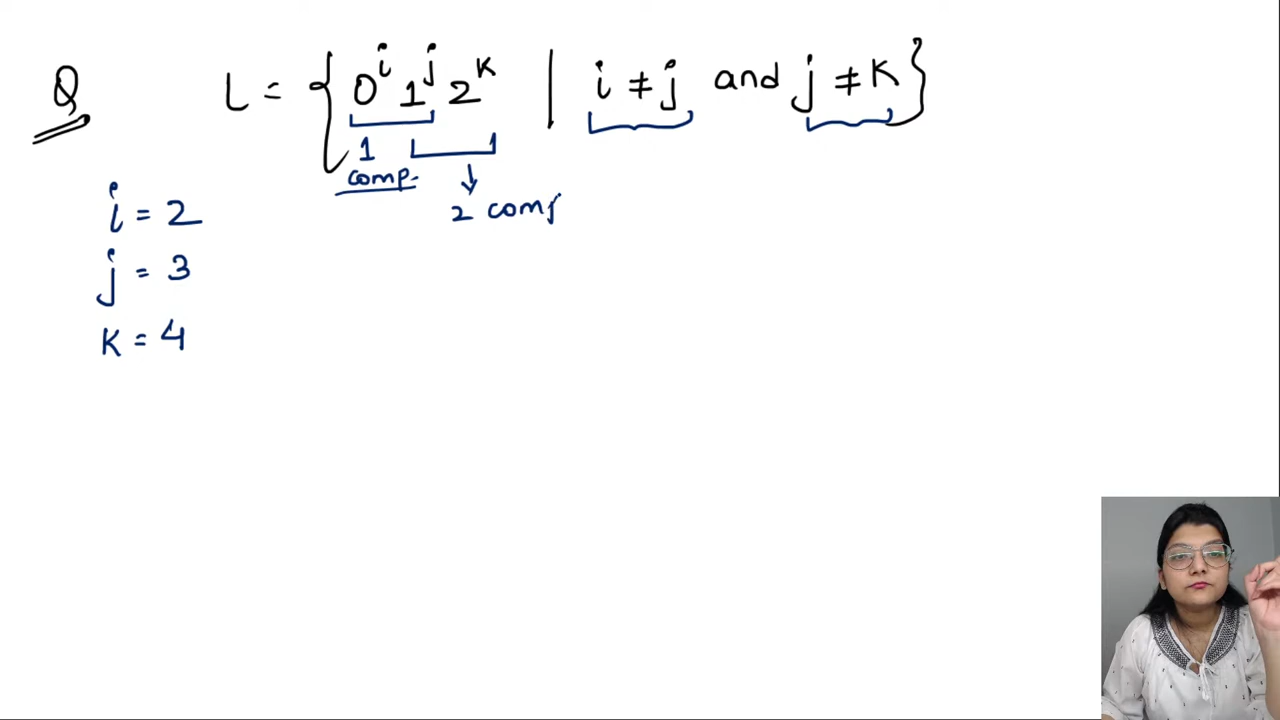 Q L = { 0^i 1^j 2^k | i ≠ j and j ≠ k }
1 comp.
2 comp
i = 2
j = 3
k = 4